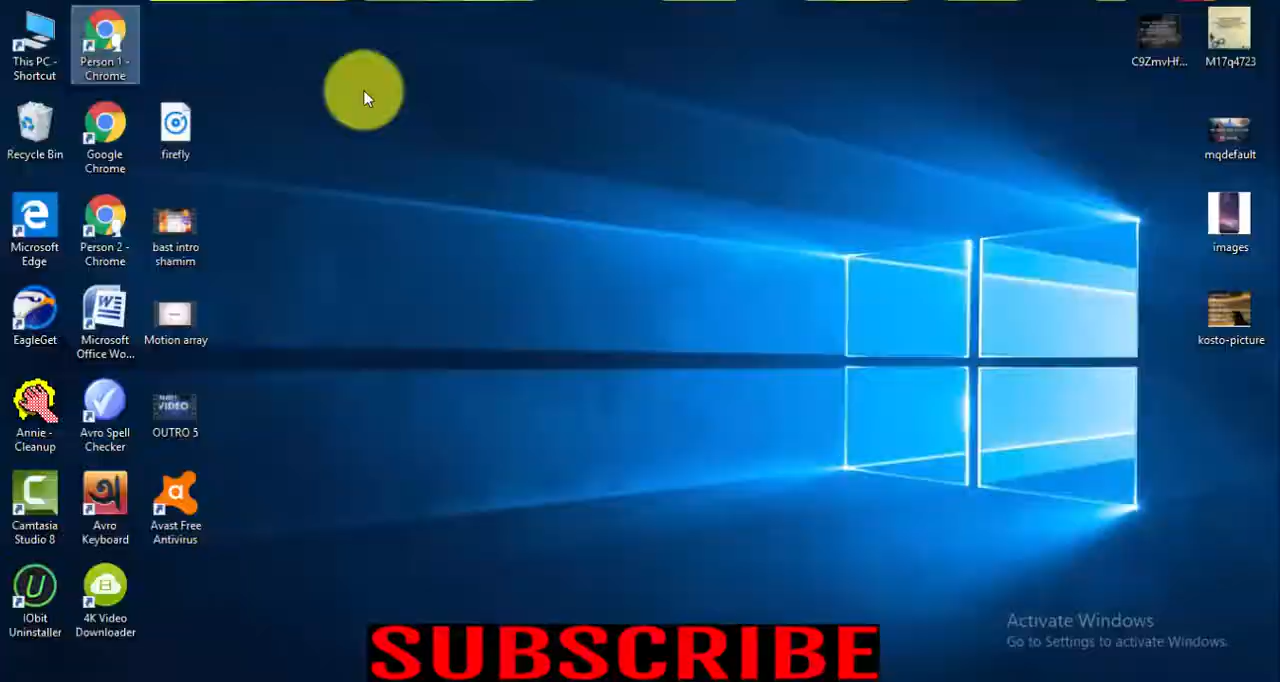 This PC -
Shortcut
Person 1 -
Chrome
C9ZmvHf...
M17q4723
Recycle Bin
Google
Chrome
firefly
mqdefault
Microsoft
Edge
Person 2 -
Chrome
bast intro
shamim
images
EagleGet
Microsoft
Office Wo...
Motion array
kosto-picture
Annie -
Cleanup
Avro Spell
Checker
VIDEO
OUTRO 5
Camtasia
Studio 8
Avro
Keyboard
Avast Free
Antivirus
IObit
Uninstaller
4K Video
Downloader
Activate Windows
Go to Settings to activate Windows.
SUBSCRIBE